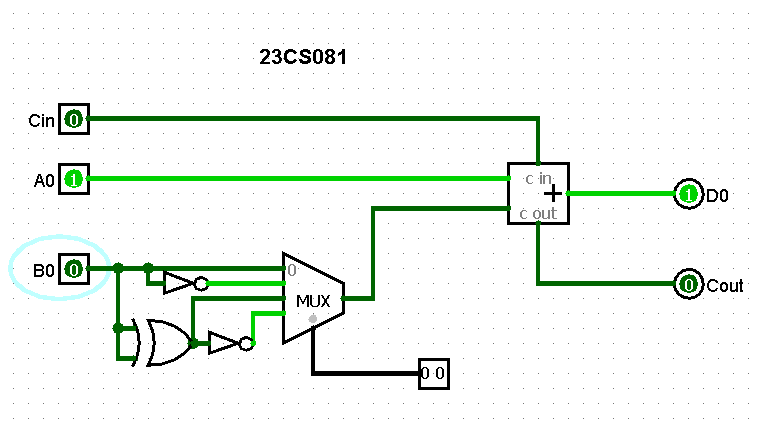 23CS081
Cin 0
A0 1
c in
+
1 D0
c out
B0 0
0
MUX
0 Cout
0 0